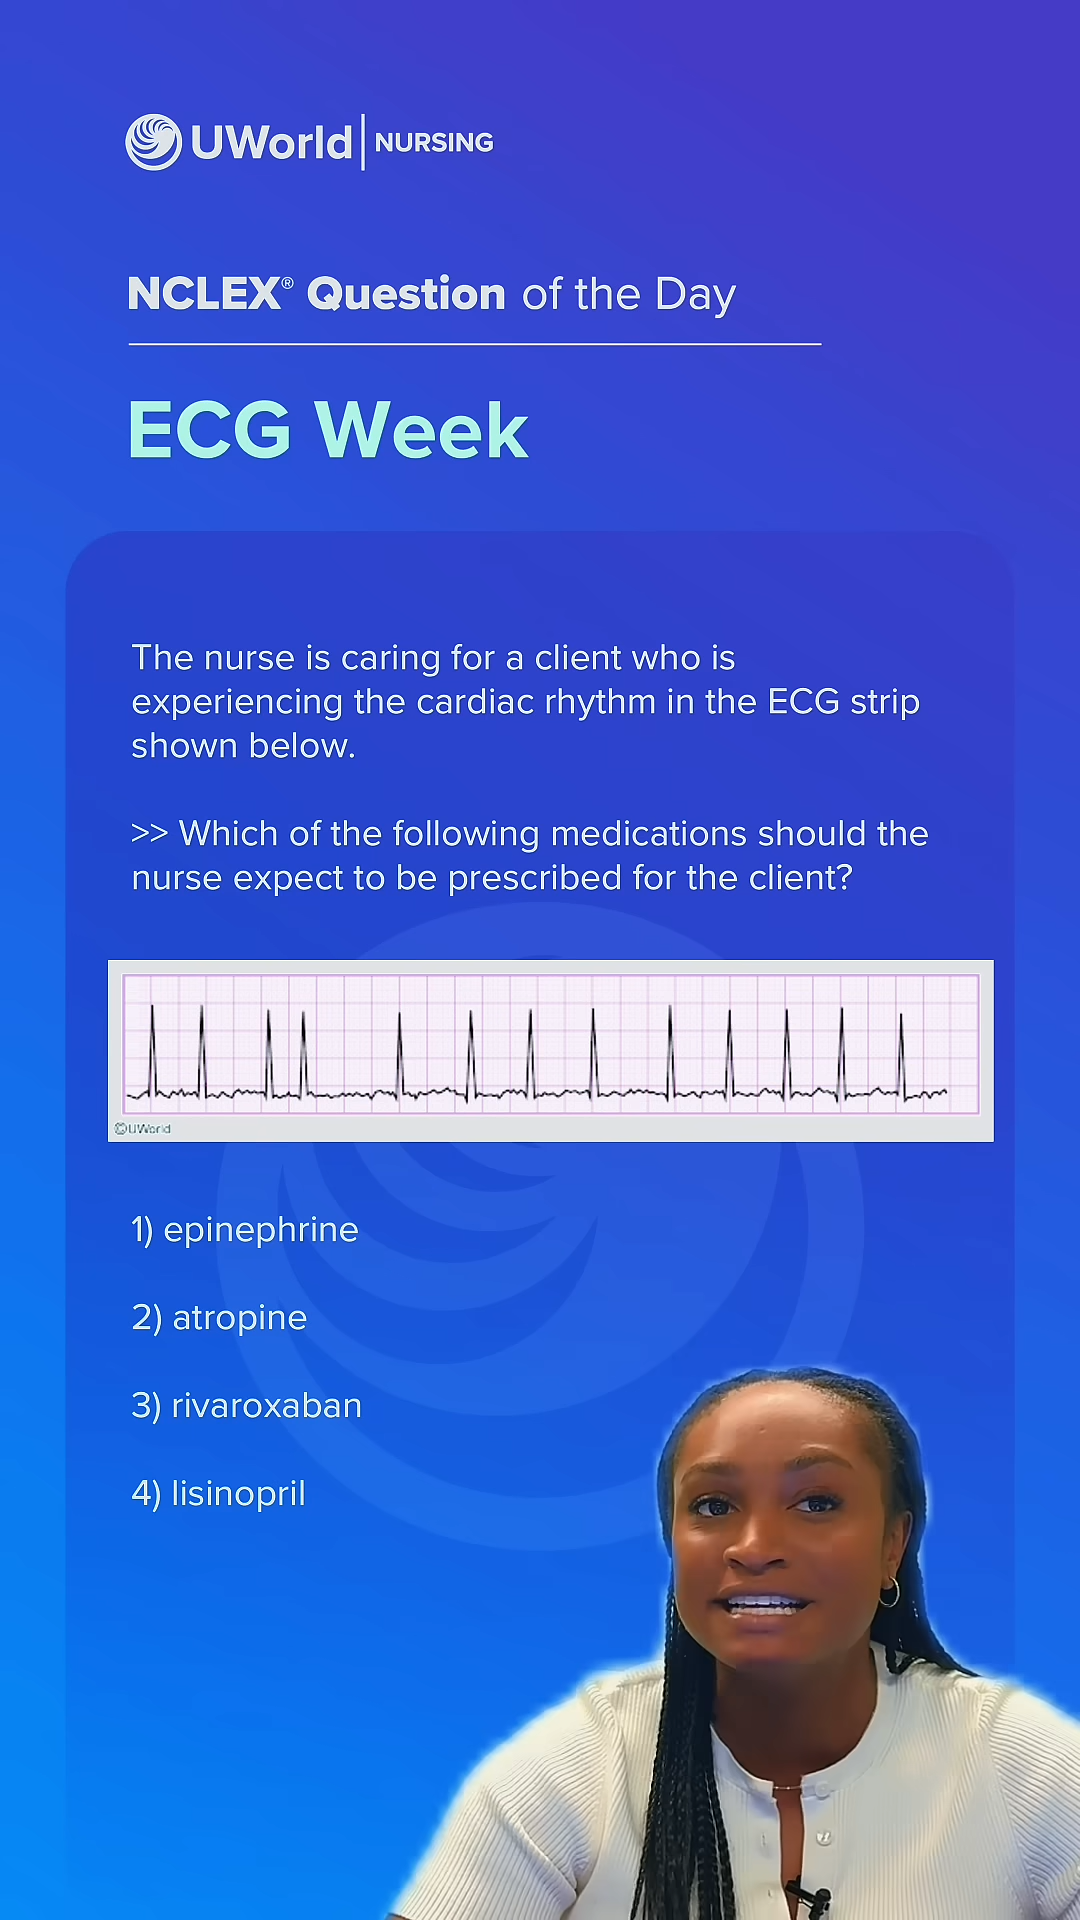 UWorld | NURSING
NCLEX® Question of the Day
ECG Week
The nurse is caring for a client who is
experiencing the cardiac rhythm in the ECG strip
shown below.
>> Which of the following medications should the
nurse expect to be prescribed for the client?
©UWorld
1) epinephrine
2) atropine
3) rivaroxaban
4) lisinopril